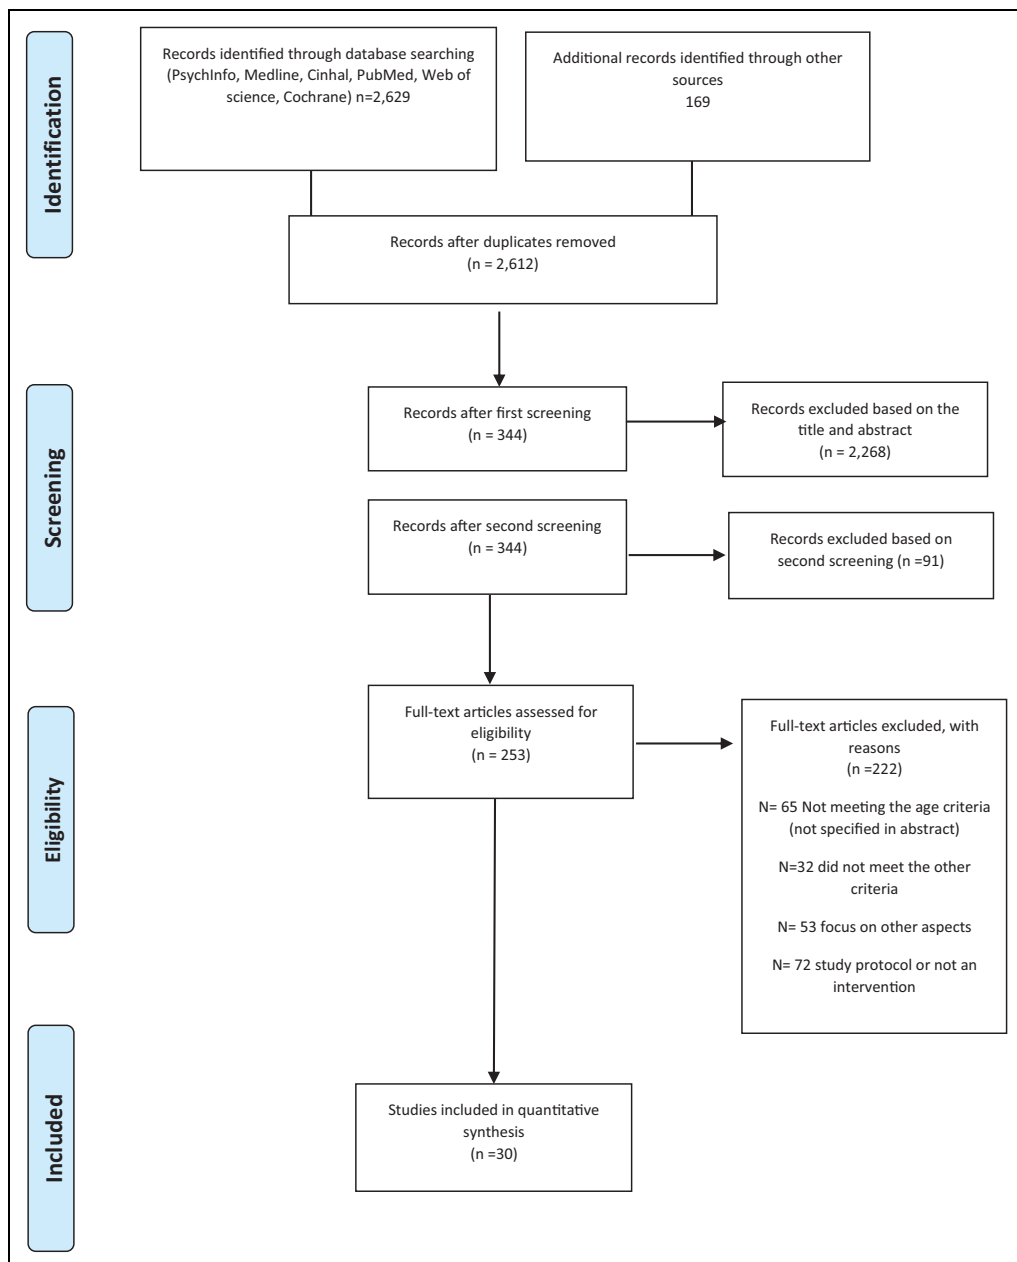 Identification
Records identified through database searching
(PsychInfo, Medline, Cinhal, PubMed, Web of
science, Cochrane) n=2,629
Additional records identified through other
sources
169
Records after duplicates removed
(n = 2,612)
Screening
Records after first screening
(n = 344)
Records excluded based on the
title and abstract
(n = 2,268)
Records after second screening
(n = 344)
Records excluded based on
second screening (n =91)
Eligibility
Full-text articles assessed for
eligibility
(n = 253)
Full-text articles excluded, with
reasons
(n =222)
N= 65 Not meeting the age criteria
(not specified in abstract)
N=32 did not meet the other
criteria
N= 53 focus on other aspects
N= 72 study protocol or not an
intervention
Included
Studies included in quantitative
synthesis
(n =30)